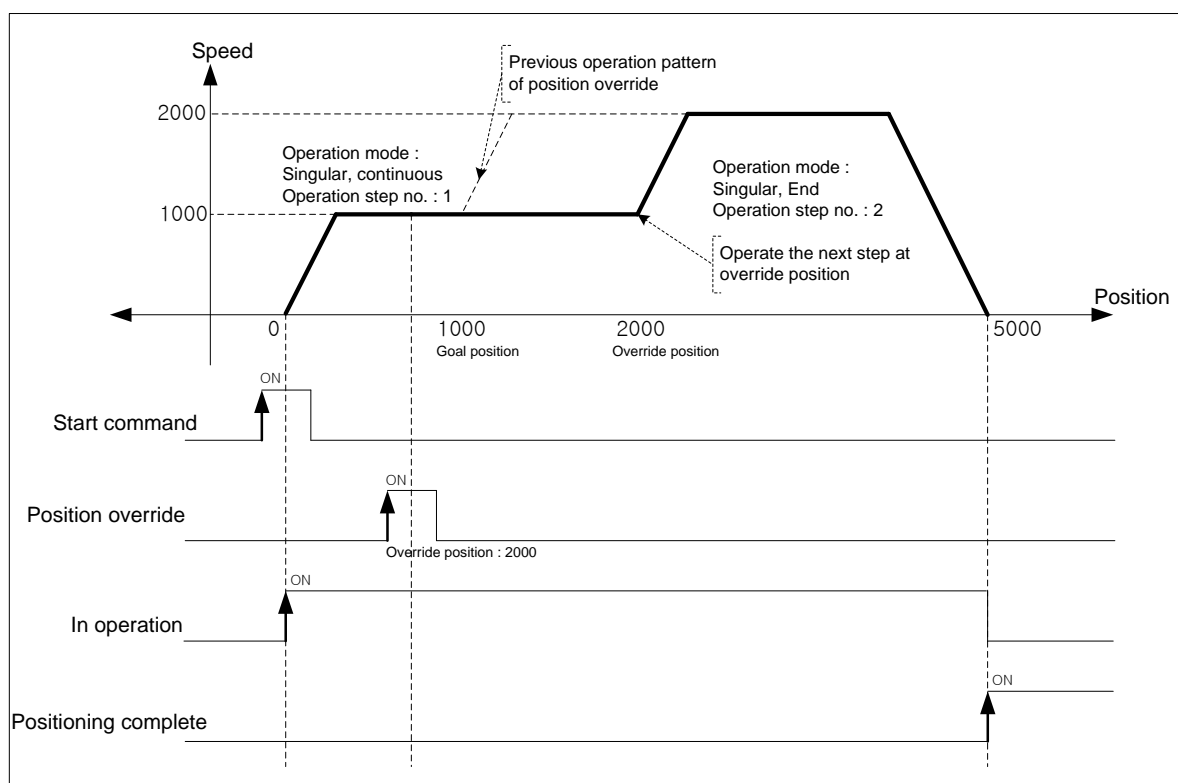 Speed
Previous operation pattern
of position override
2000
Operation mode :
Singular, continuous
Operation step no. : 1
Operation mode :
Singular, End
Operation step no. : 2
1000
Operate the next step at
override position
Position
0
1000
2000
5000
Goal position
Override position
ON
Start command
ON
Position override
Override position : 2000
ON
In operation
ON
Positioning complete